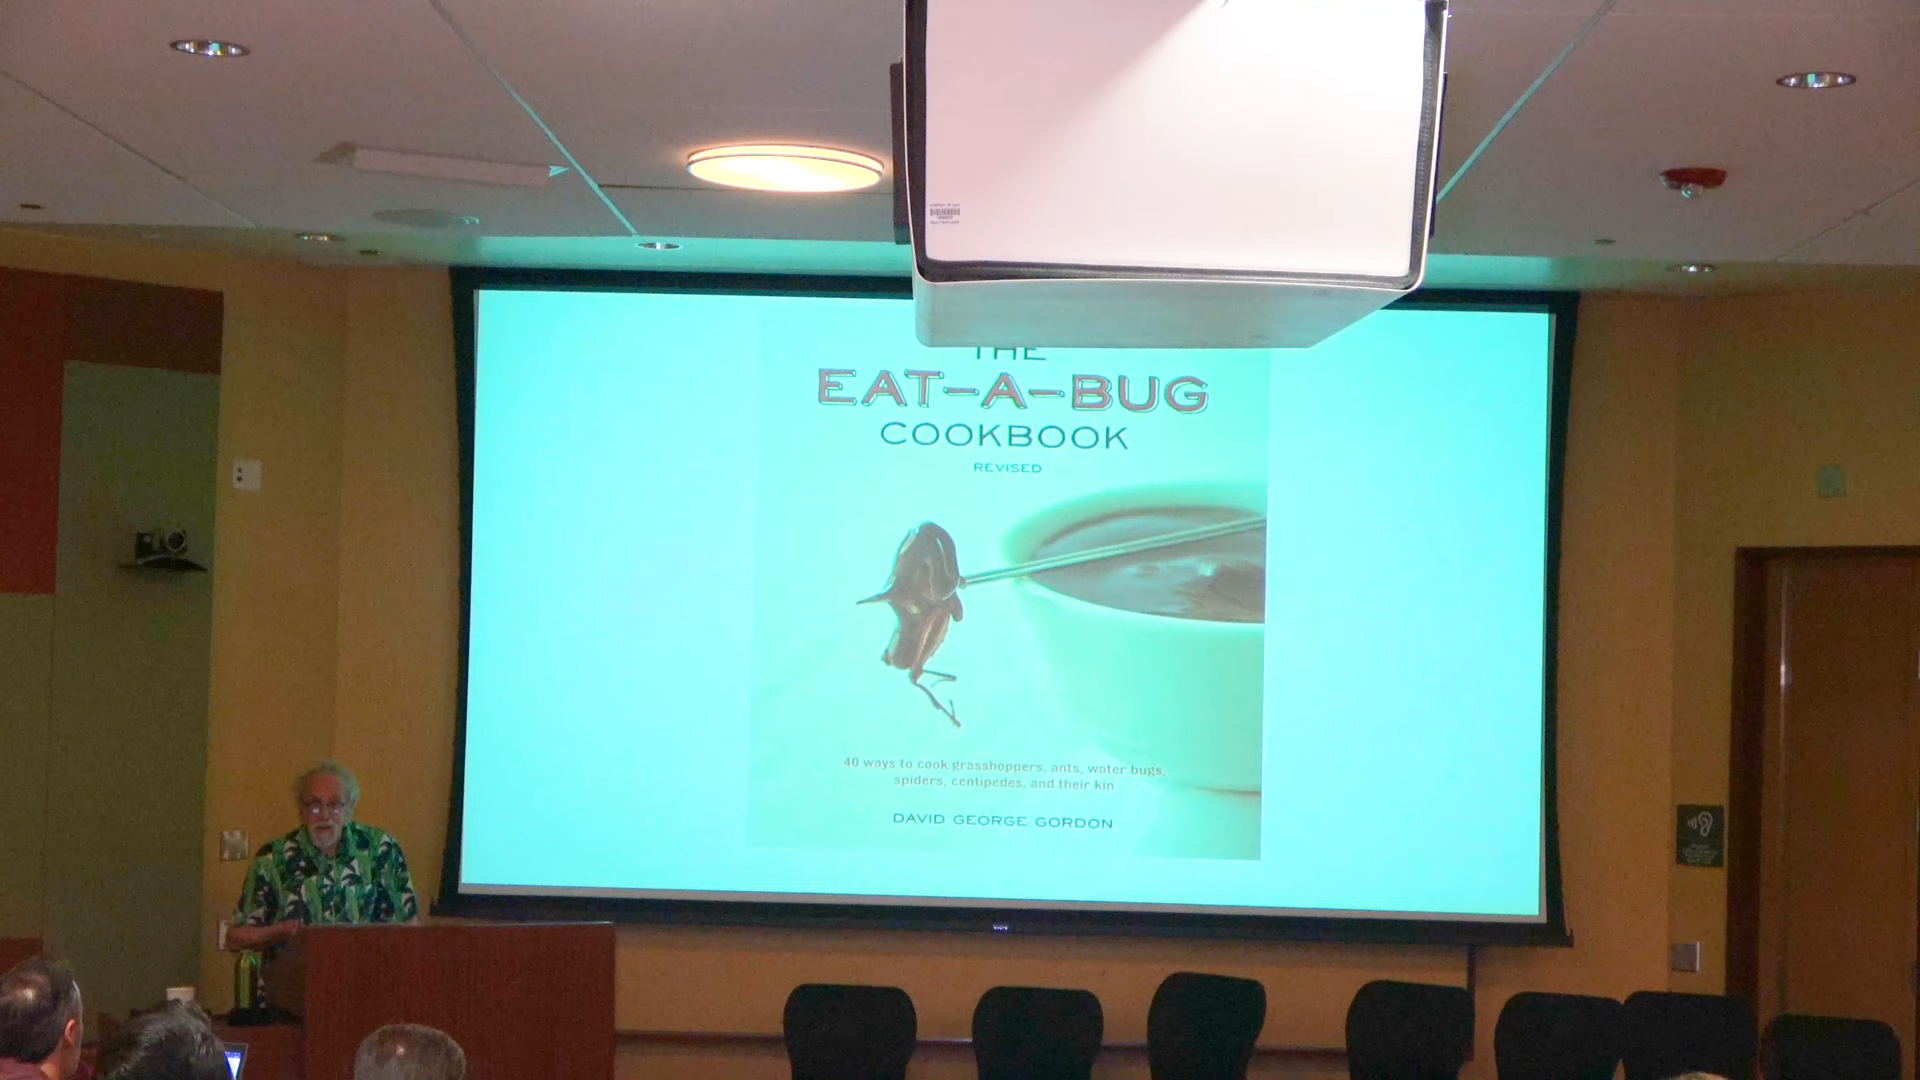 THE
EAT-A-BUG
COOKBOOK
REVISED
40 ways to cook grasshoppers, ants, water bugs,
spiders, centipedes, and their kin
DAVID GEORGE GORDON